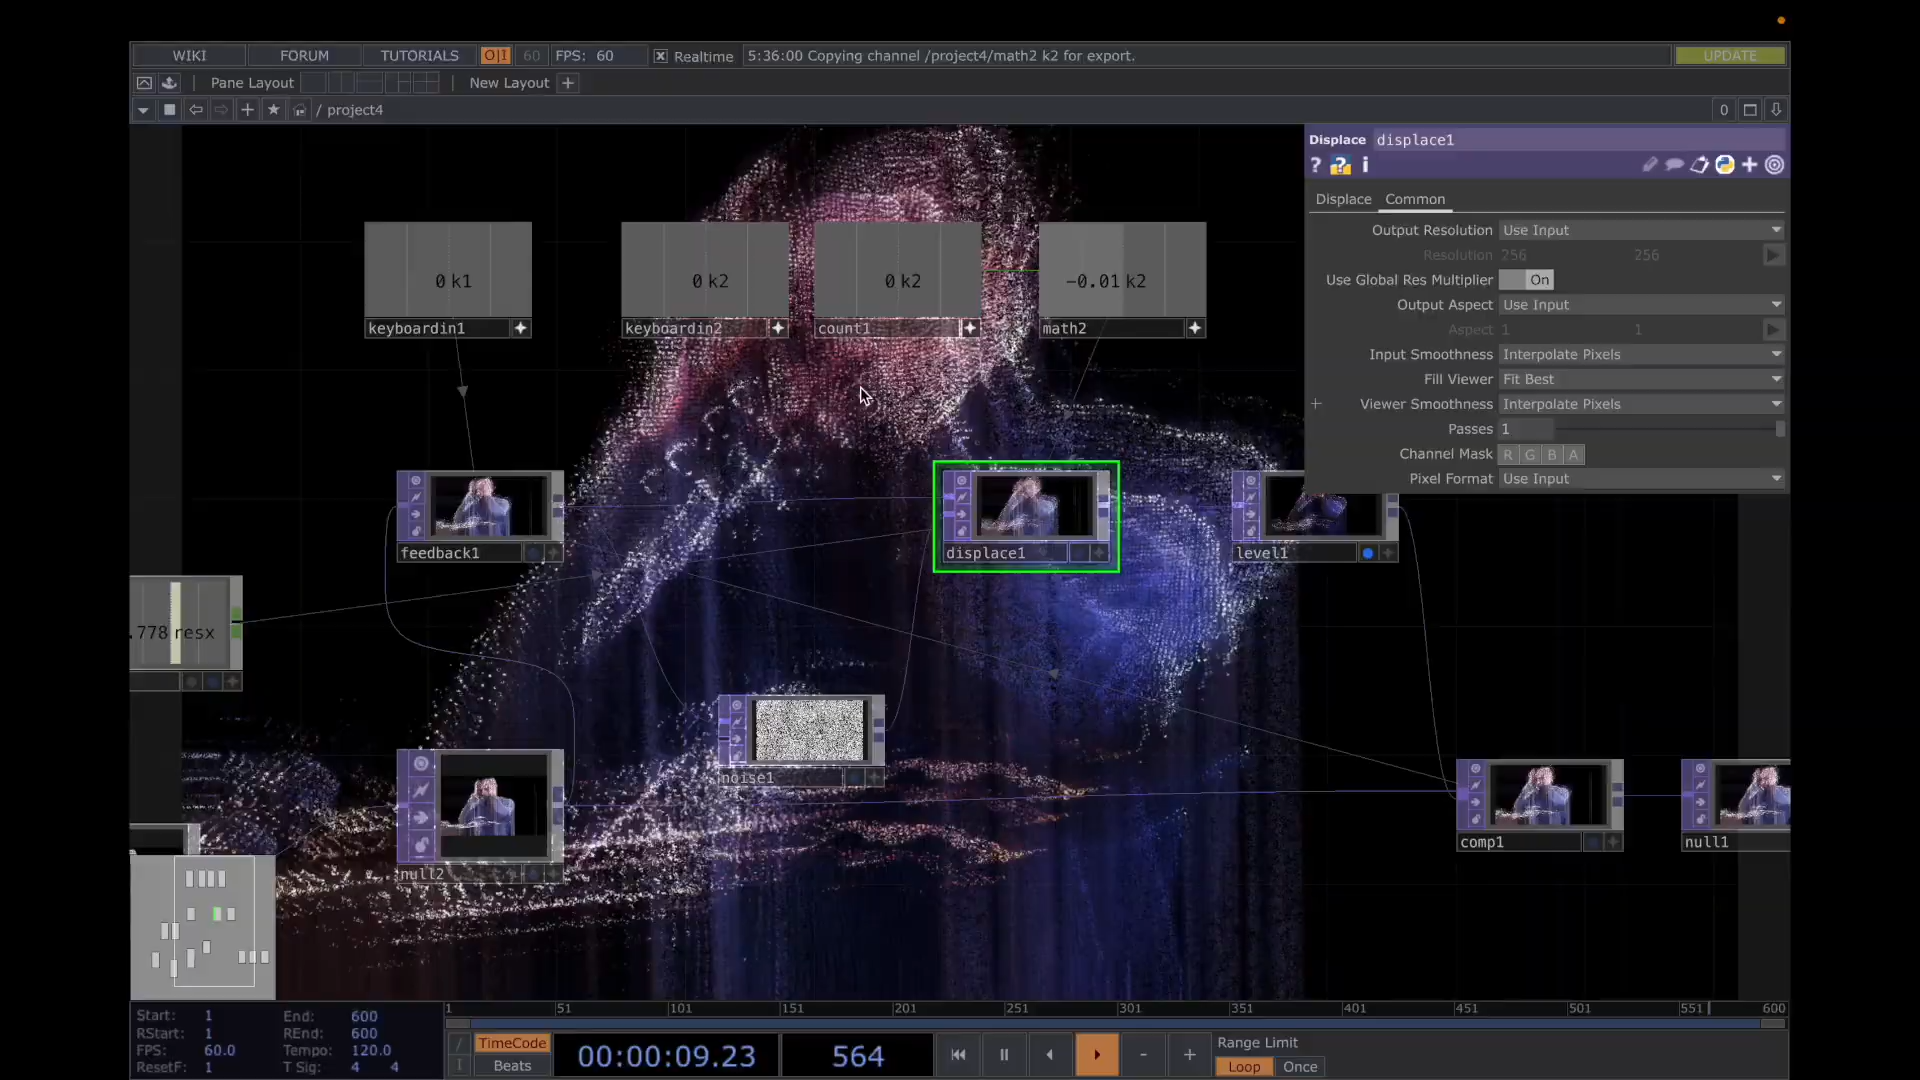 WIKI FORUM TUTORIALS O|I 60 FPS: 60 Realtime 5:36:00 Copying channel /project4/math2 k2 for export. UPDATE
Pane Layout New Layout +
/ project4 0
Displace displace1
? ? i
Displace Common
Output Resolution Use Input
Resolution 256 256
Use Global Res Multiplier On
Output Aspect Use Input
Aspect 1 1
Input Smoothness Interpolate Pixels
Fill Viewer Fit Best
+ Viewer Smoothness Interpolate Pixels
Passes 1
Channel Mask R G B A
Pixel Format Use Input
0 k1 0 k2 0 k2 -0.01 k2
keyboardin1 keyboardin2 count1 math2
feedback1 displace1 level1
.778 resx
noise1
comp1 null1
null2
1 51 101 151 201 251 301 351 401 451 501 551 600
Start: 1 End: 600
RStart: 1 REnd: 600
FPS: 60.0 Tempo: 120.0
ResetF: 1 T Sig: 4 4
TimeCode
Beats
00:00:09.23 564
- +
Range Limit
Loop Once